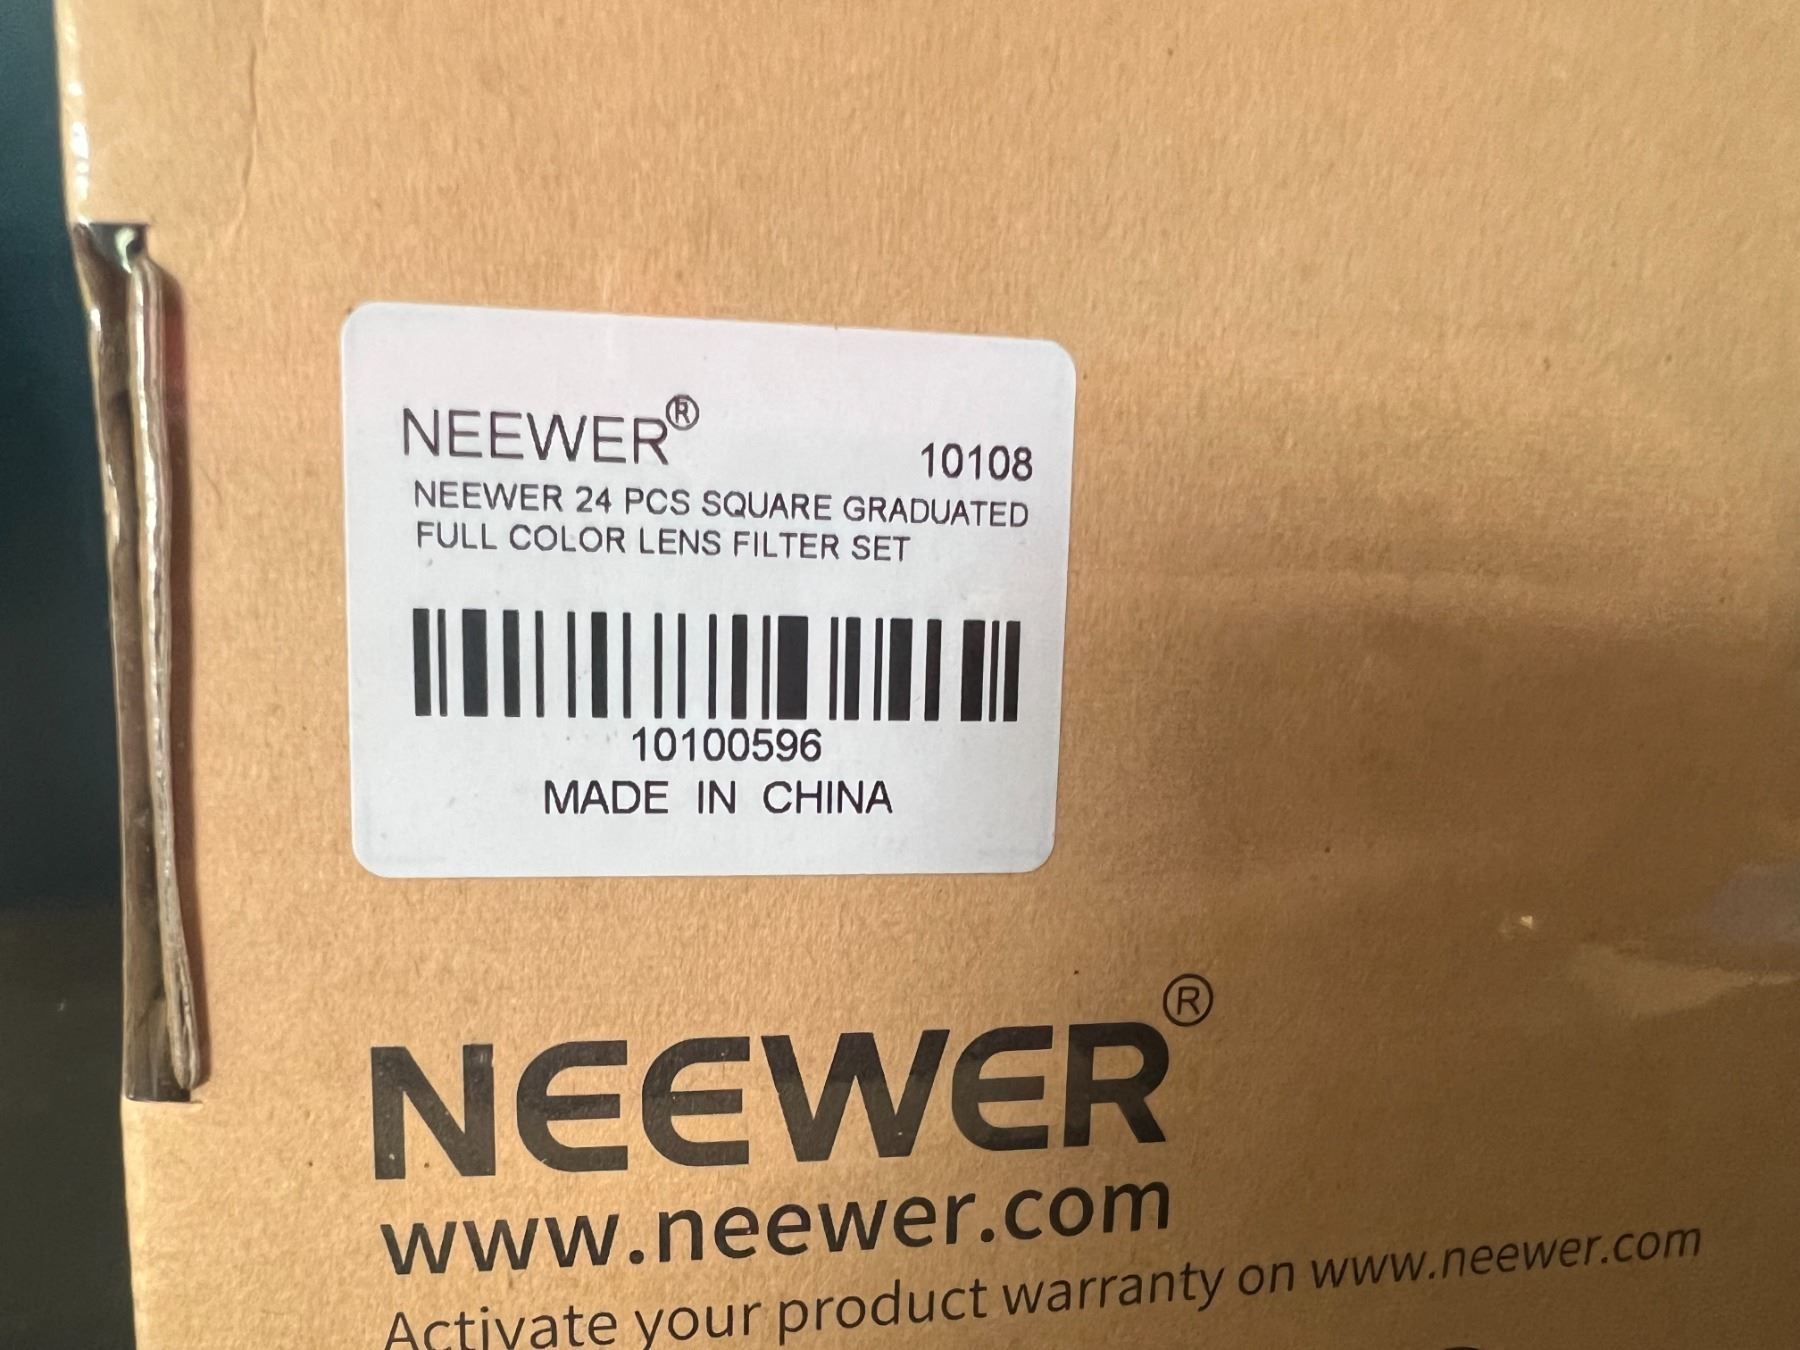 NEEWER®
10108
NEEWER 24 PCS SQUARE GRADUATED
FULL COLOR LENS FILTER SET
10100596
MADE IN CHINA
NEEWER®
www.neewer.com
Activate your product warranty on www.neewer.com